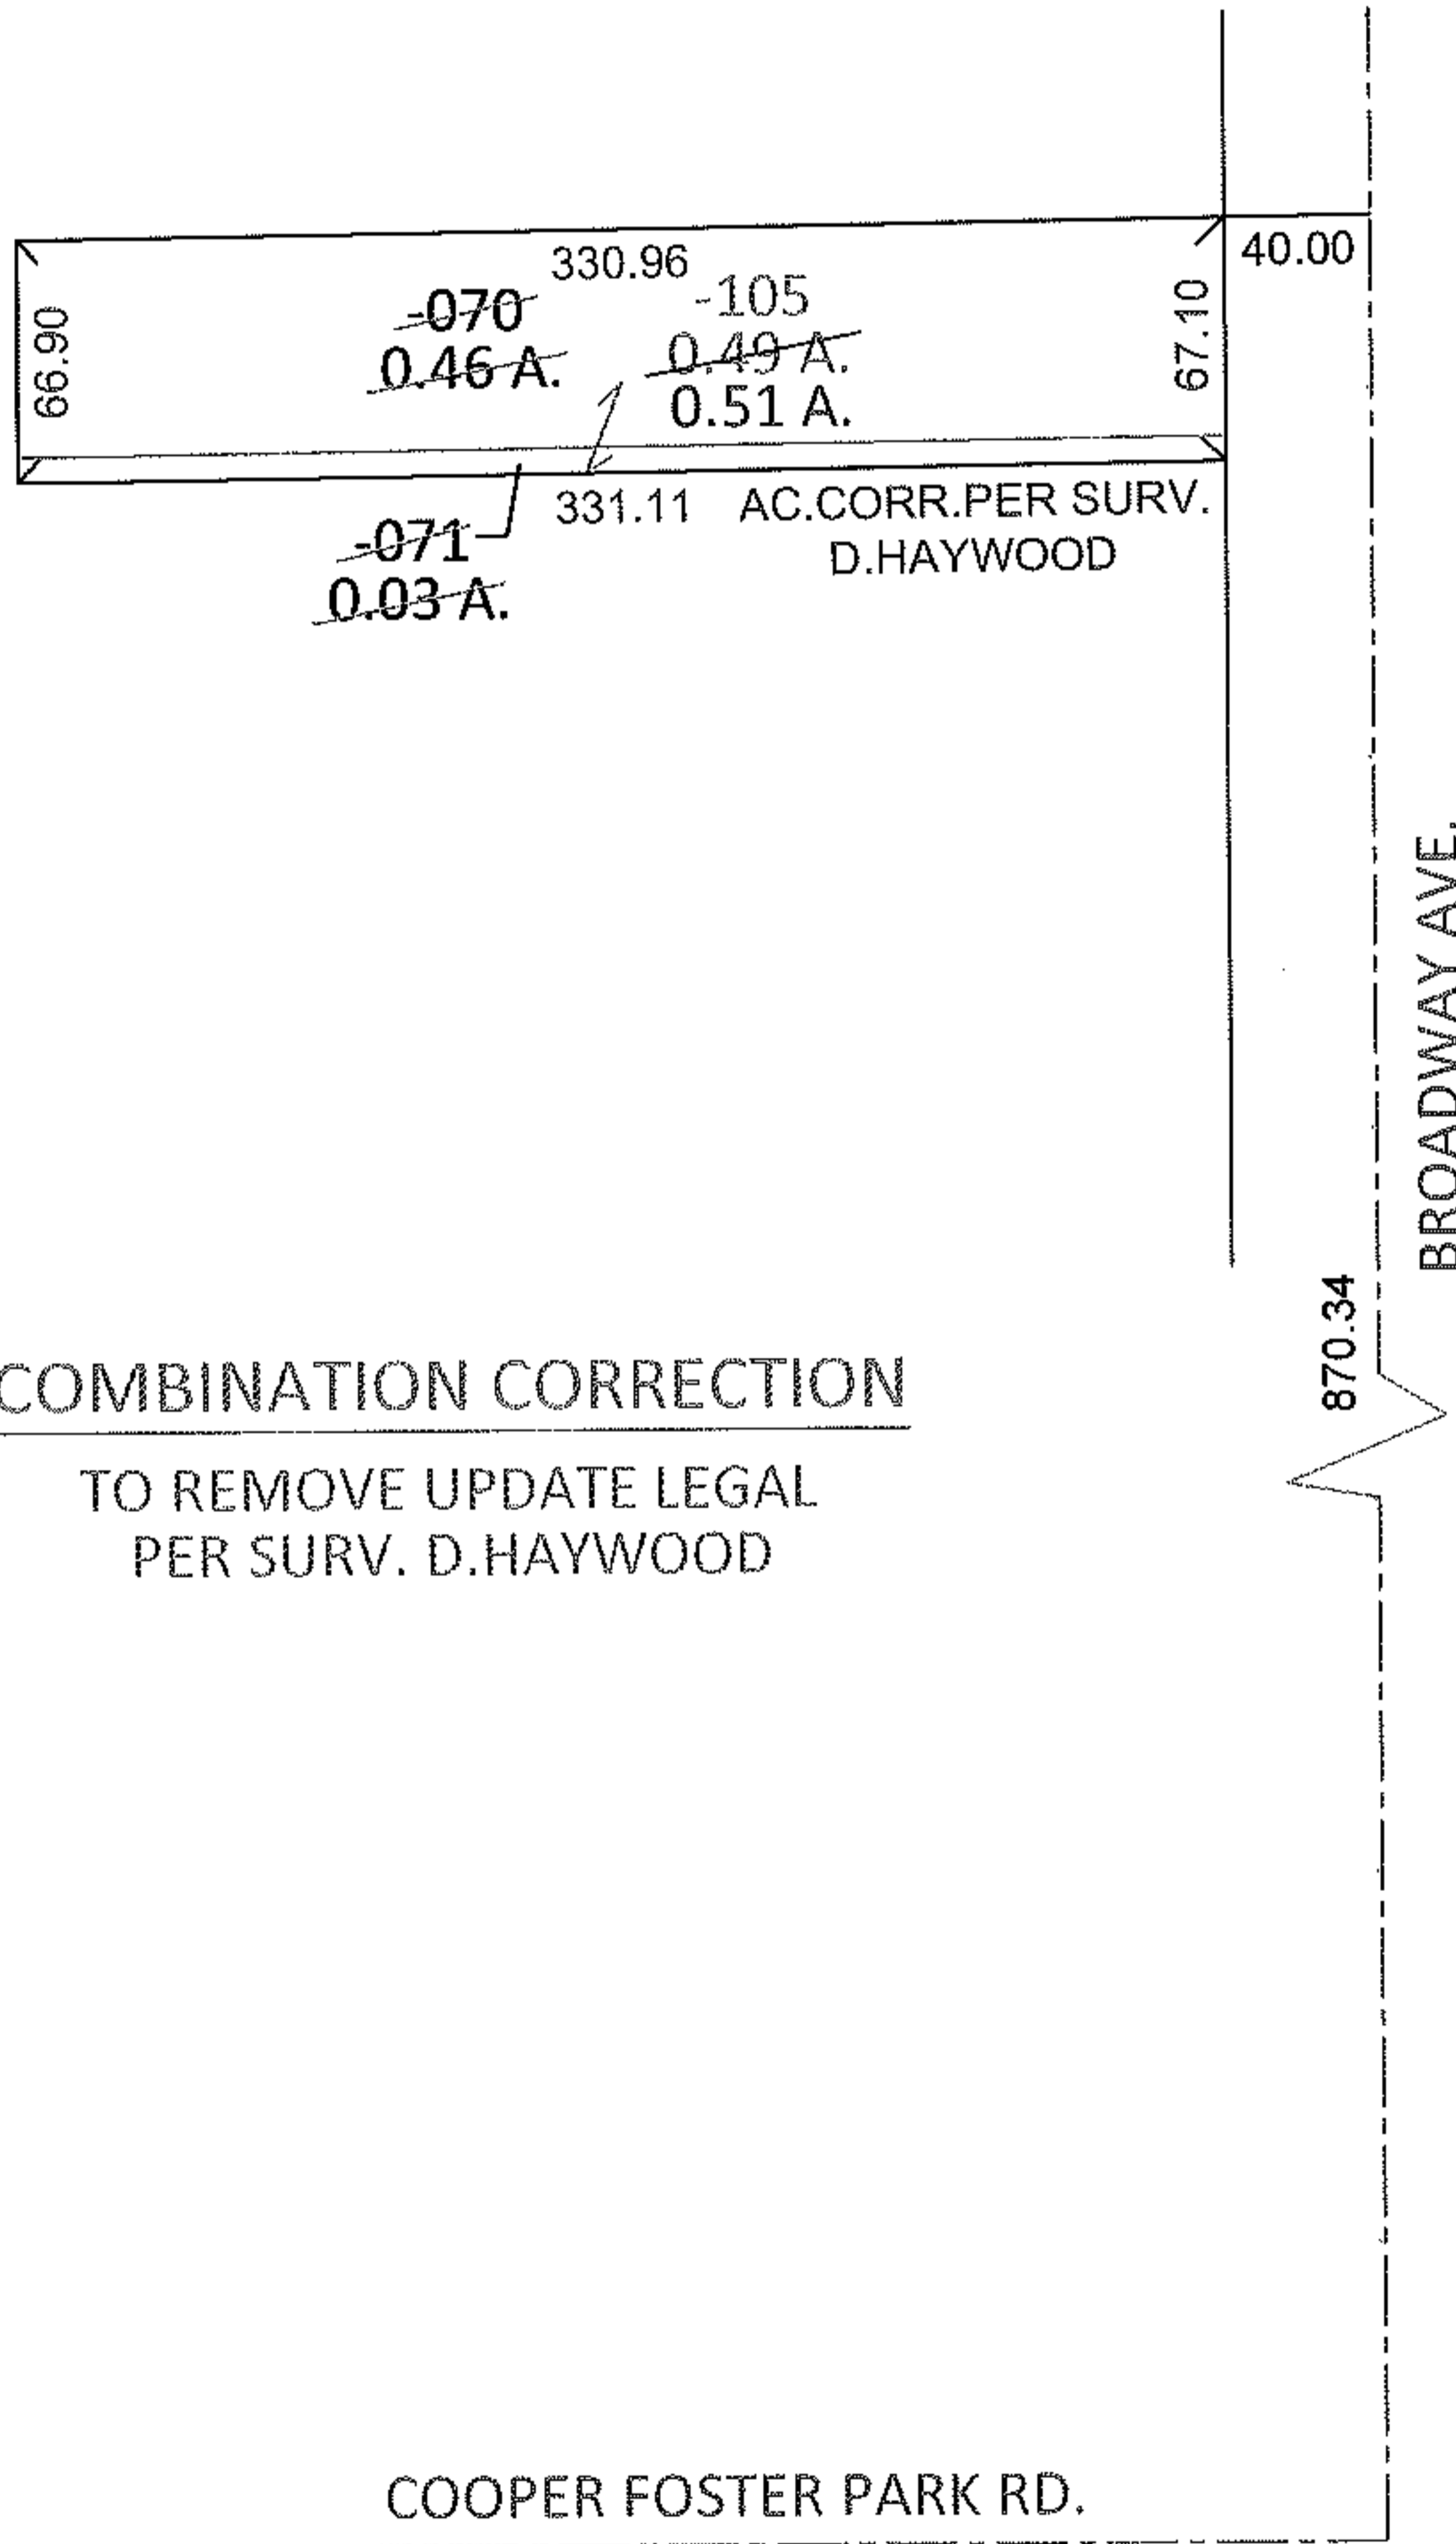 40.00
330.96
-070
-105
0.46 A.
0.49 A.
0.51 A.
66.90
67.10
331.11
AC.CORR.PER SURV.
D.HAYWOOD
-071
0.03 A.
BROADWAY AVE.
870.34
COMBINATION CORRECTION
TO REMOVE UPDATE LEGAL
PER SURV. D.HAYWOOD
COOPER FOSTER PARK RD.